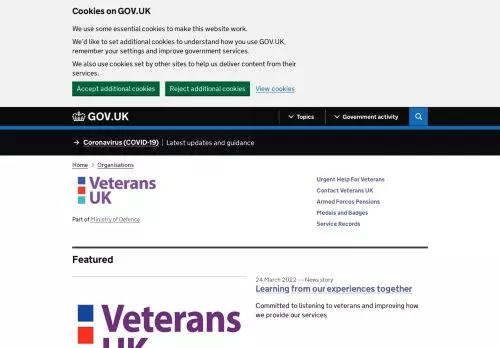 Cookies on GOV.UK
We use some essential cookies to make this website work.
We'd like to set additional cookies to understand how you use GOV.UK,
remember your settings and improve government services.
We also use cookies set by other sites to help us deliver content from their
services.
Accept additional cookies Reject additional cookies View cookies
GOV.UK Topics Government activity
Coronavirus (COVID-19) Latest updates and guidance
Home Organisations
Veterans
UK
Part of Ministry of Defence
Urgent Help For Veterans
Contact Veterans UK
Armed Forces Pensions
Medals and Badges
Service Records
Featured
Veterans
UK
24 March 2022 — News story
Learning from our experiences together
Committed to listening to veterans and improving how
we provide our services